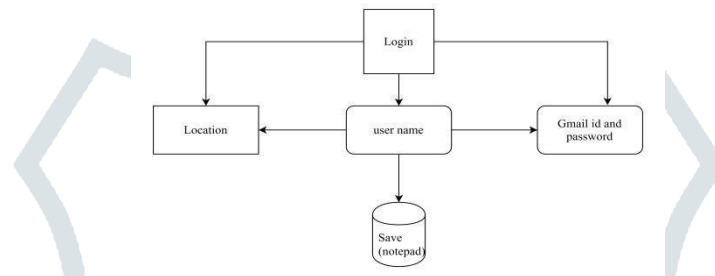 Login
Location
user name
Gmail id and
password
Save
(notepad)